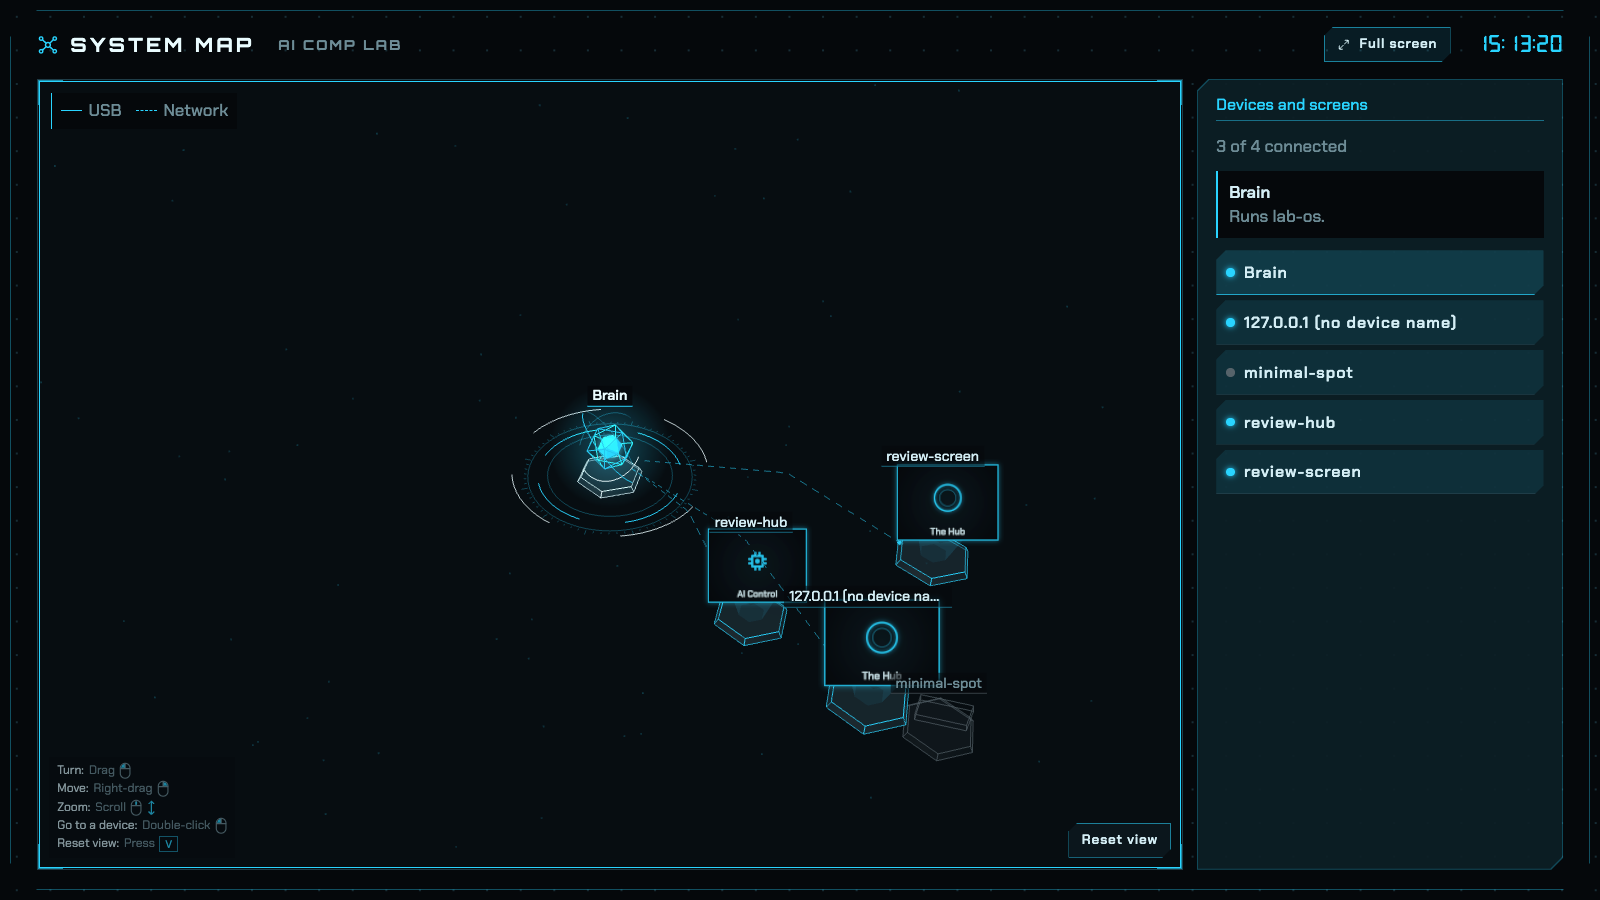 SYSTEM MAP
AI COMP LAB
Full screen
15:13:20
USB
Network
Devices and screens
3 of 4 connected
Brain
Runs lab-os.
Brain
127.0.0.1 (no device name)
minimal-spot
review-hub
review-screen
Brain
review-screen
The Hub
review-hub
AI Control
127.0.0.1 (no device na...
The Hub
minimal-spot
Turn: Drag
Move: Right-drag
Zoom: Scroll
Go to a device: Double-click
Reset view: Press V
Reset view